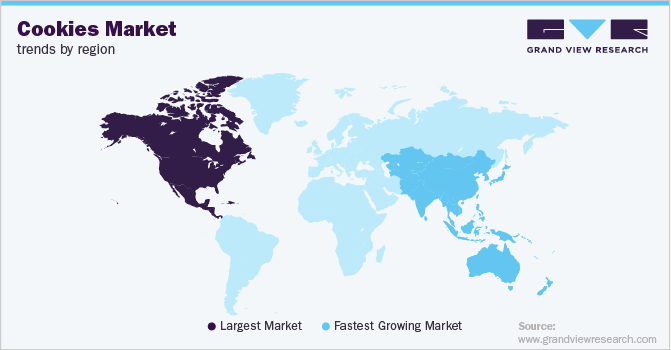 Cookies Market
trends by region
GRAND VIEW RESEARCH
Largest Market
Fastest Growing Market
Source:
www.grandviewresearch.com